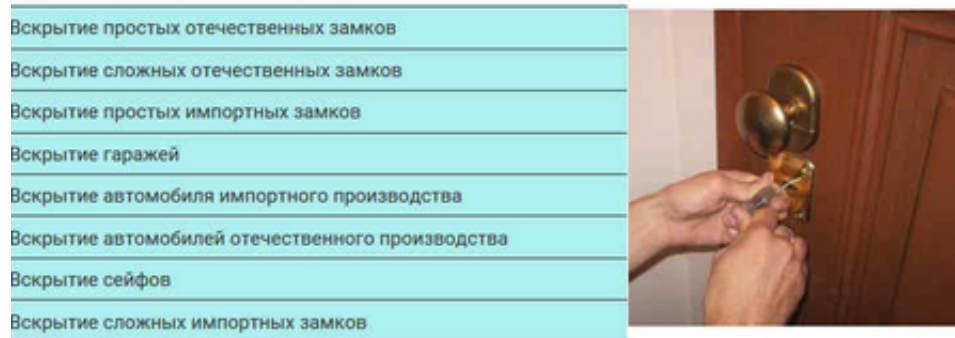 Вскрытие простых отечественных замков
Вскрытие сложных отечественных замков
Вскрытие простых импортных замков
Вскрытие гаражей
Вскрытие автомобиля импортного производства
Вскрытие автомобилей отечественного производства
Вскрытие сейфов
Вскрытие сложных импортных замков